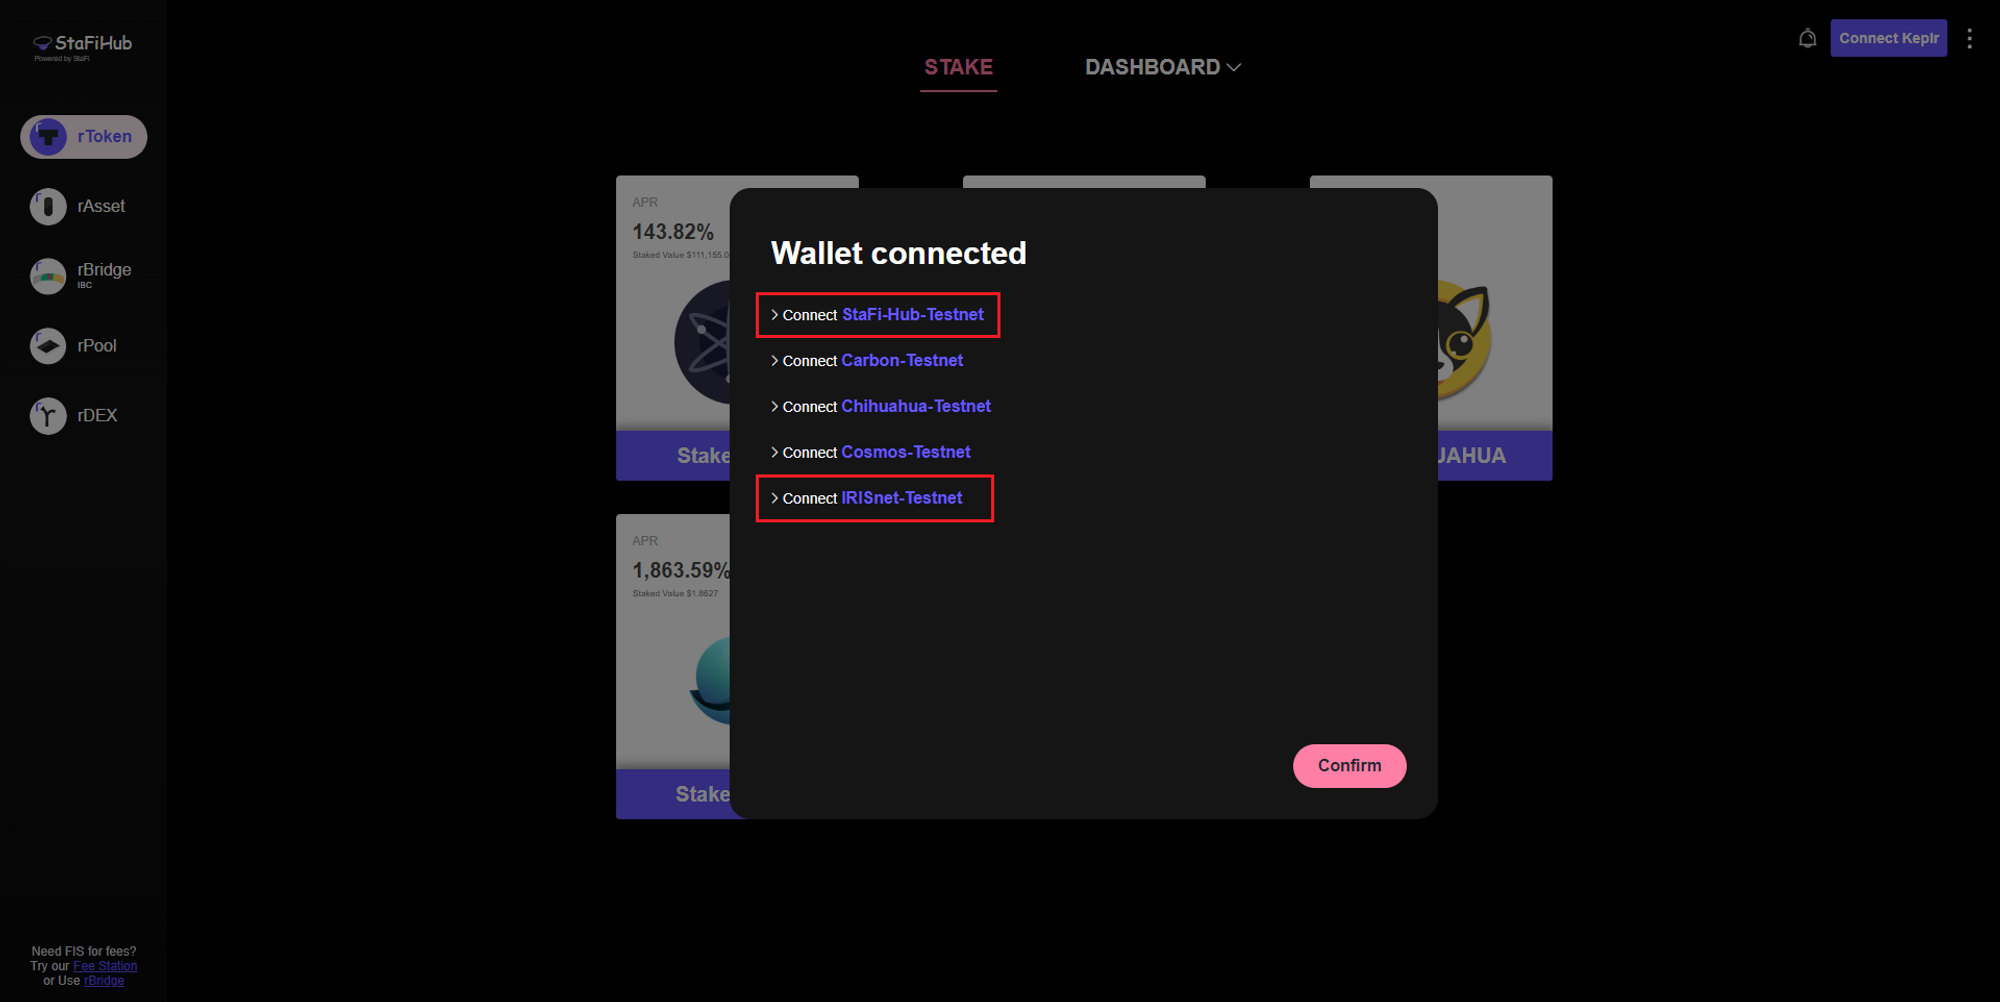 StaFiHub
Powered by StaFi
STAKE
DASHBOARD
Connect Keplr
rToken
rAsset
rBridge
IBC
rPool
rDEX
Need FIS for fees?
Try our Fee Station
or Use rBridge
APR
143.82%
Staked Value $111,155.0
Stake
JAHUA
APR
1,863.59%
Staked Value $1.8627
Stake
Wallet connected
Connect StaFi-Hub-Testnet
Connect Carbon-Testnet
Connect Chihuahua-Testnet
Connect Cosmos-Testnet
Connect IRISnet-Testnet
Confirm